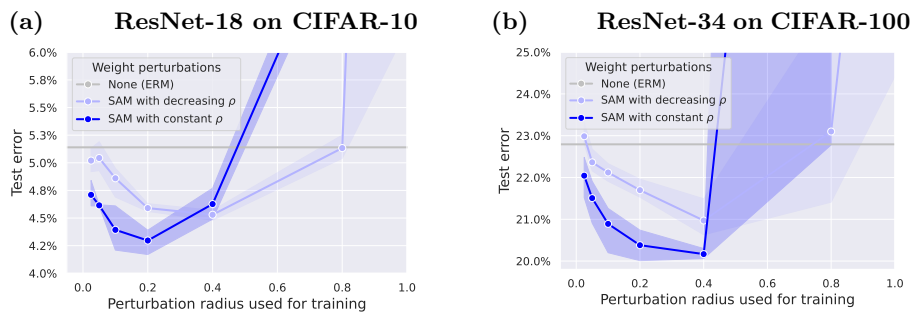 (a) ResNet-18 on CIFAR-10
6.0%
5.8%
5.5%
5.3%
5.0%
4.8%
4.5%
4.2%
4.0%
Test error
Weight perturbations
None (ERM)
SAM with decreasing ρ
SAM with constant ρ
0.0 0.2 0.4 0.6 0.8 1.0
Perturbation radius used for training
(b) ResNet-34 on CIFAR-100
25.0%
24.0%
23.0%
22.0%
21.0%
20.0%
Test error
Weight perturbations
None (ERM)
SAM with decreasing ρ
SAM with constant ρ
0.0 0.2 0.4 0.6 0.8 1.0
Perturbation radius used for training